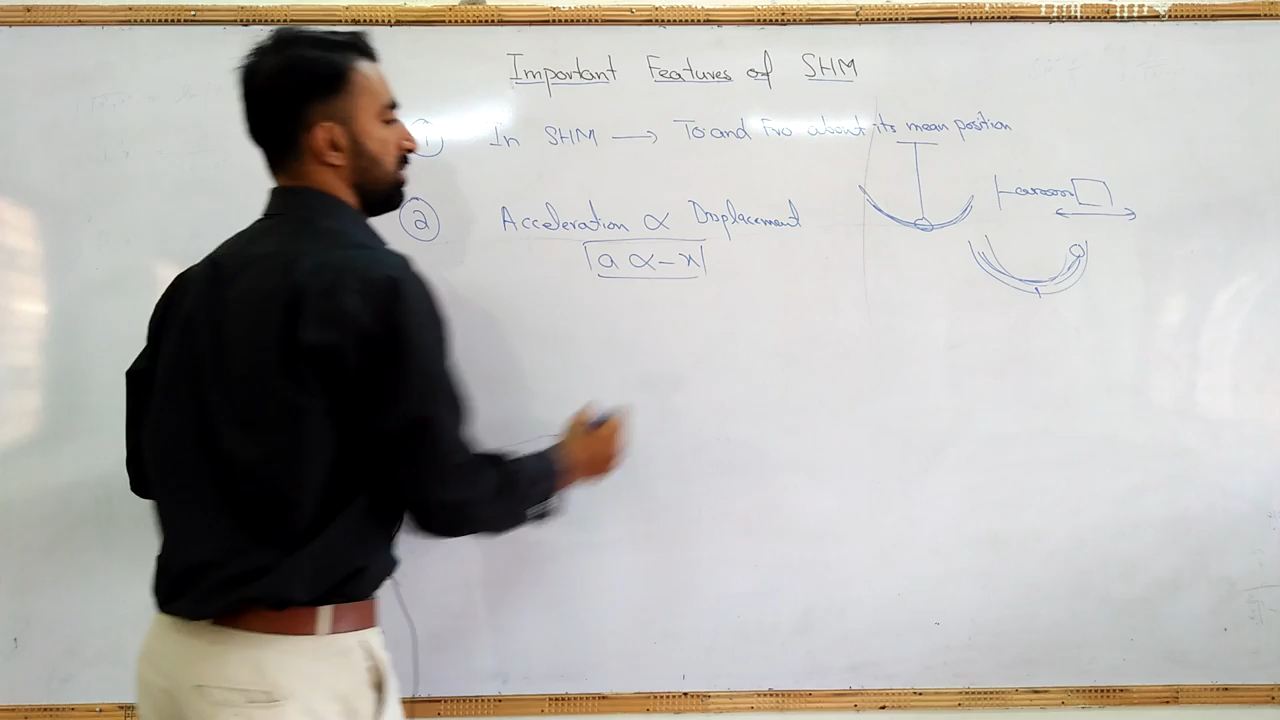 Important Features of SHM
① In SHM → To and Fro about its mean position
② Acceleration ∝ Displacement
a ∝ -x